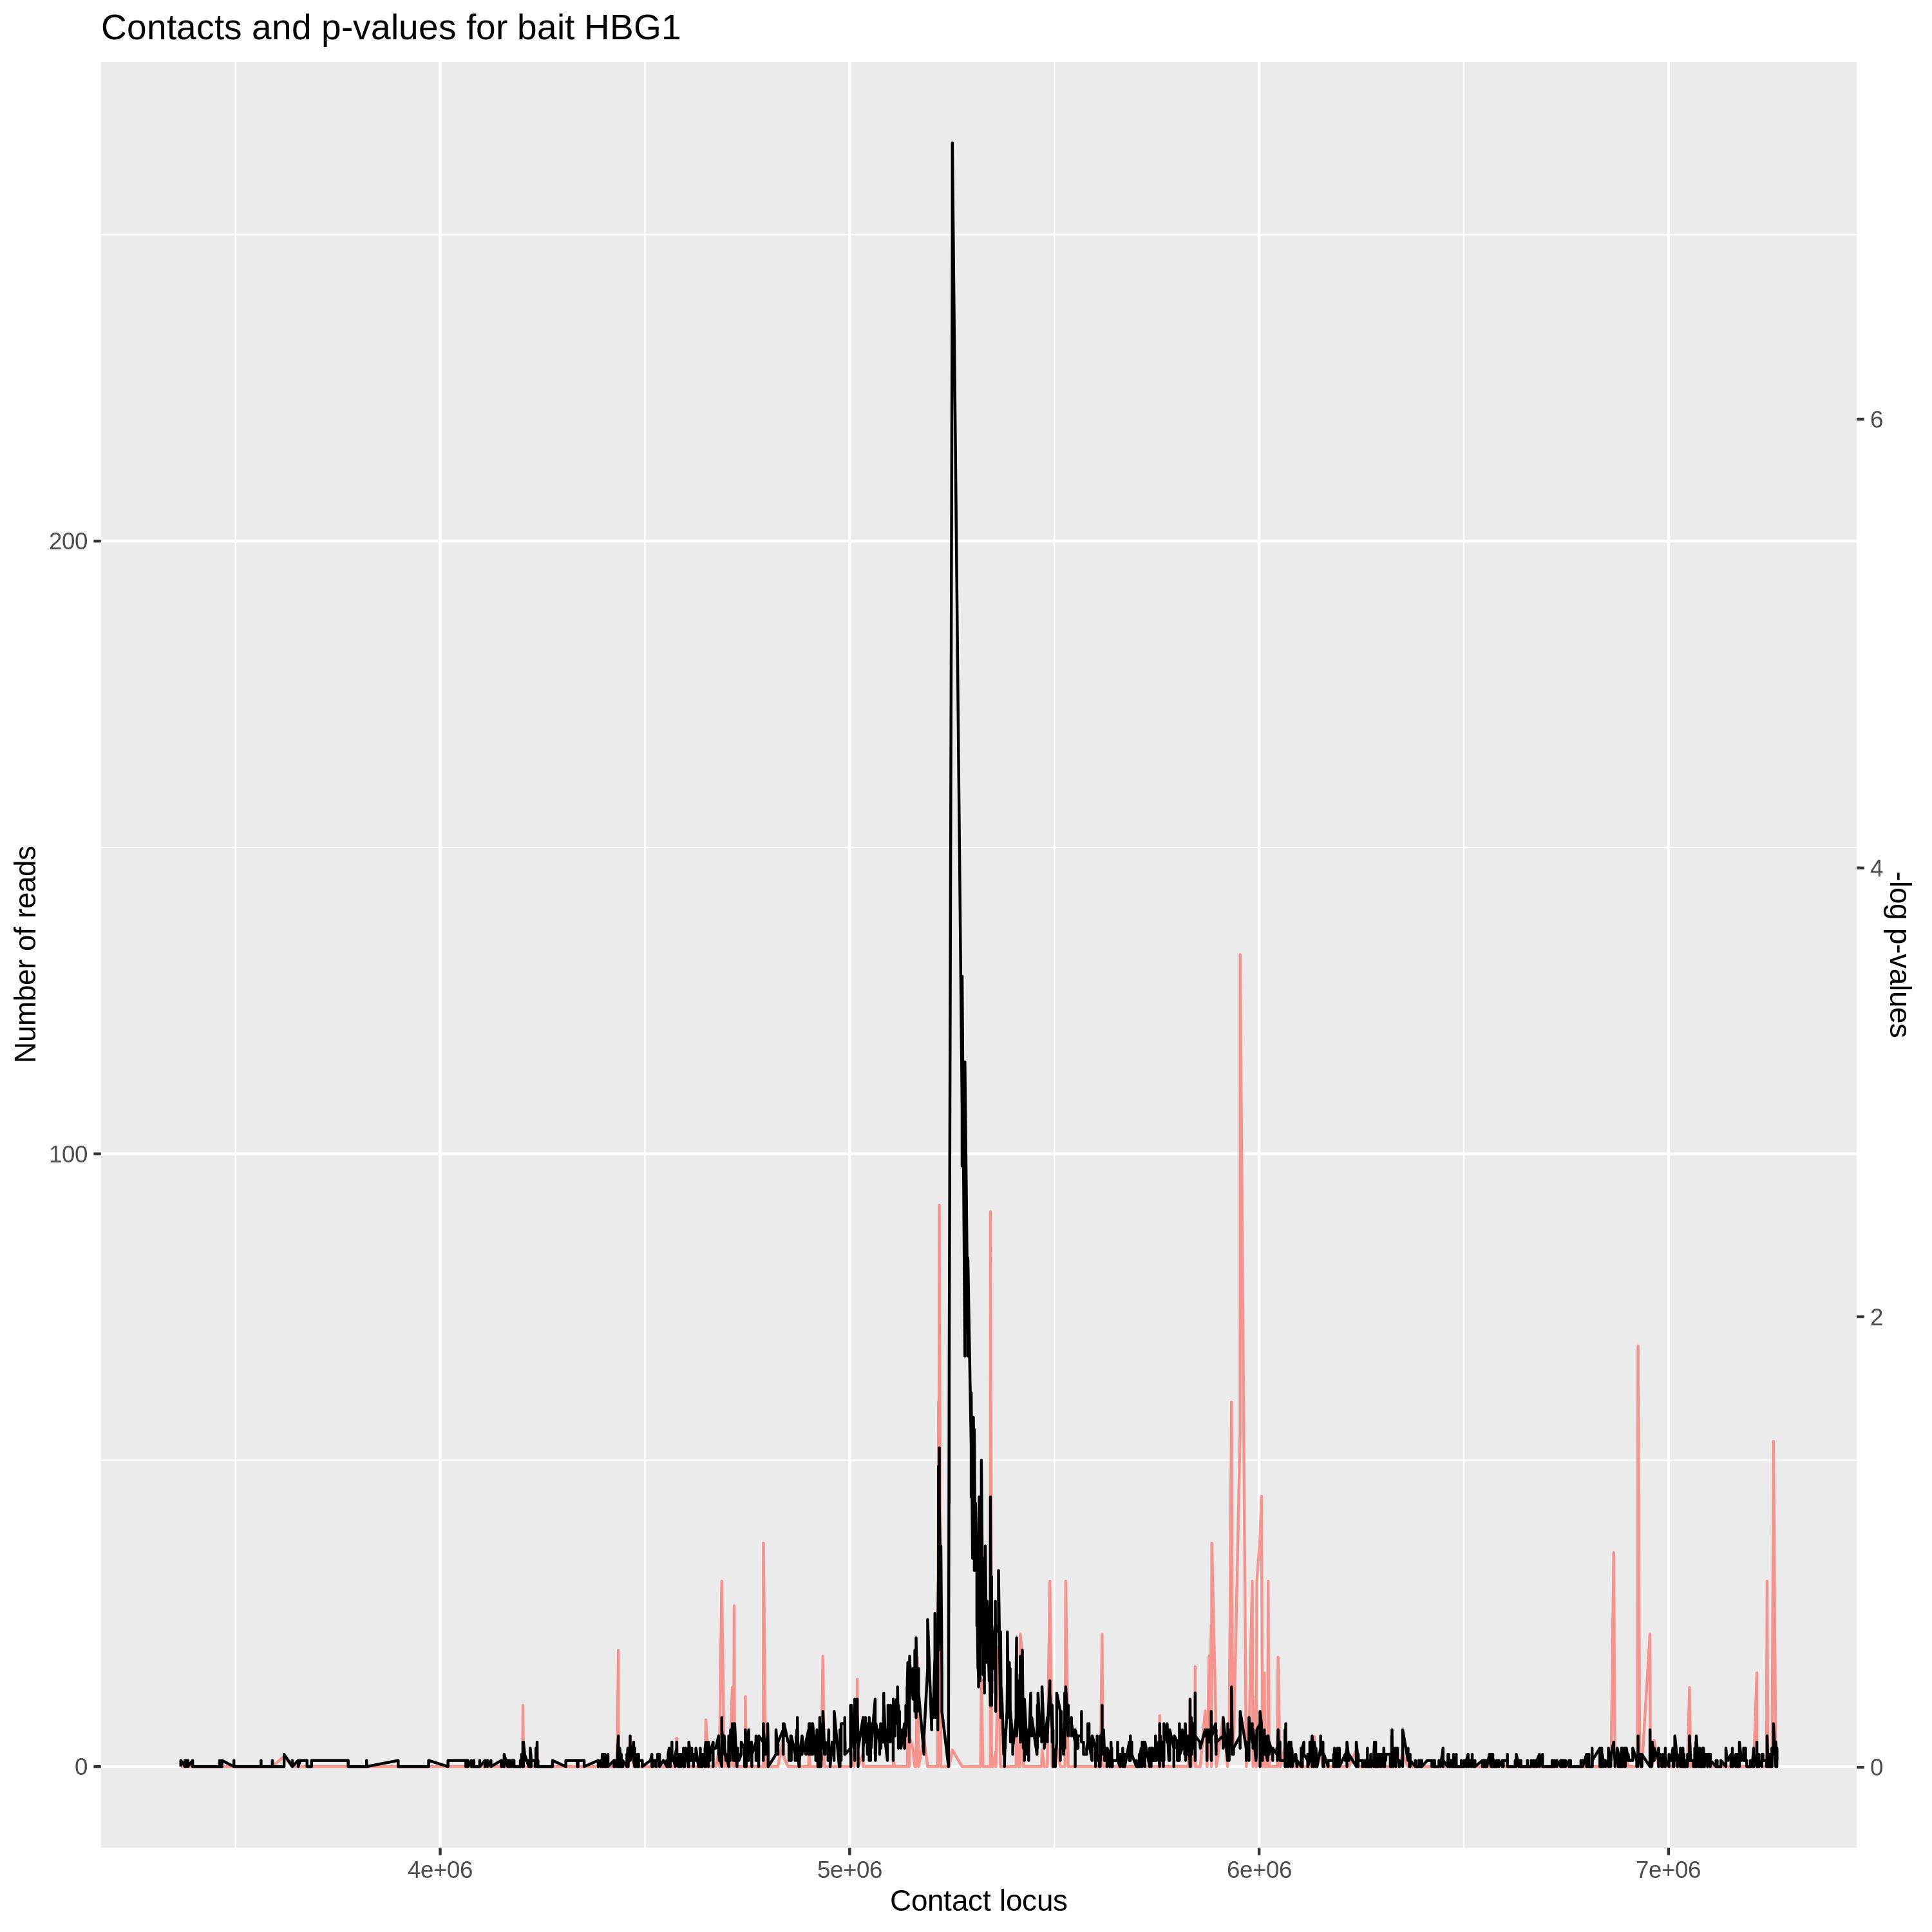 Contacts and p-values for bait HBG1
Number of reads
200
100
0
6
4
2
0
-log p-values
4e+06
5e+06
6e+06
7e+06
Contact locus